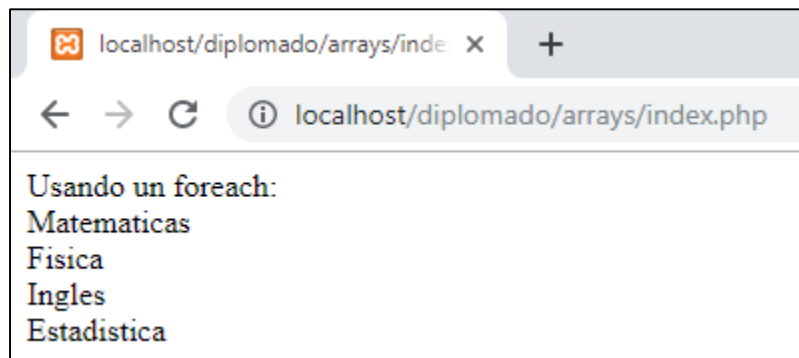 localhost/diplomado/arrays/inde
localhost/diplomado/arrays/index.php
Usando un foreach:
Matematicas
Fisica
Ingles
Estadistica